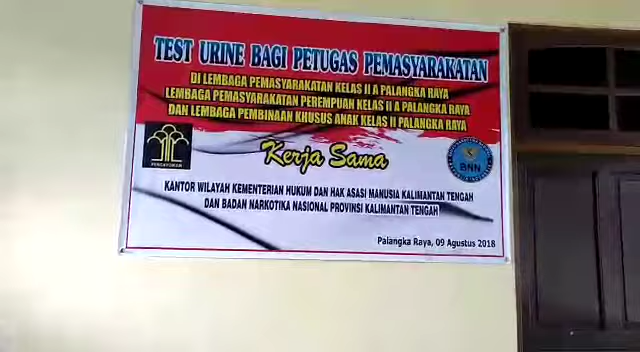 TEST URINE BAGI PETUGAS PEMASYARAKATAN
DI LEMBAGA PEMASYARAKATAN KELAS II A PALANGKA RAYA
LEMBAGA PEMASYARAKATAN PEREMPUAN KELAS II A PALANGKA RAYA
DAN LEMBAGA PEMBINAAN KHUSUS ANAK KELAS II PALANGKA RAYA
Kerja Sama
PENGAYOMAN
BNN
KANTOR WILAYAH KEMENTERIAN HUKUM DAN HAK ASASI MANUSIA KALIMANTAN TENGAH
DAN BADAN NARKOTIKA NASIONAL PROVINSI KALIMANTAN TENGAH
Palangka Raya, 09 Agustus 2018